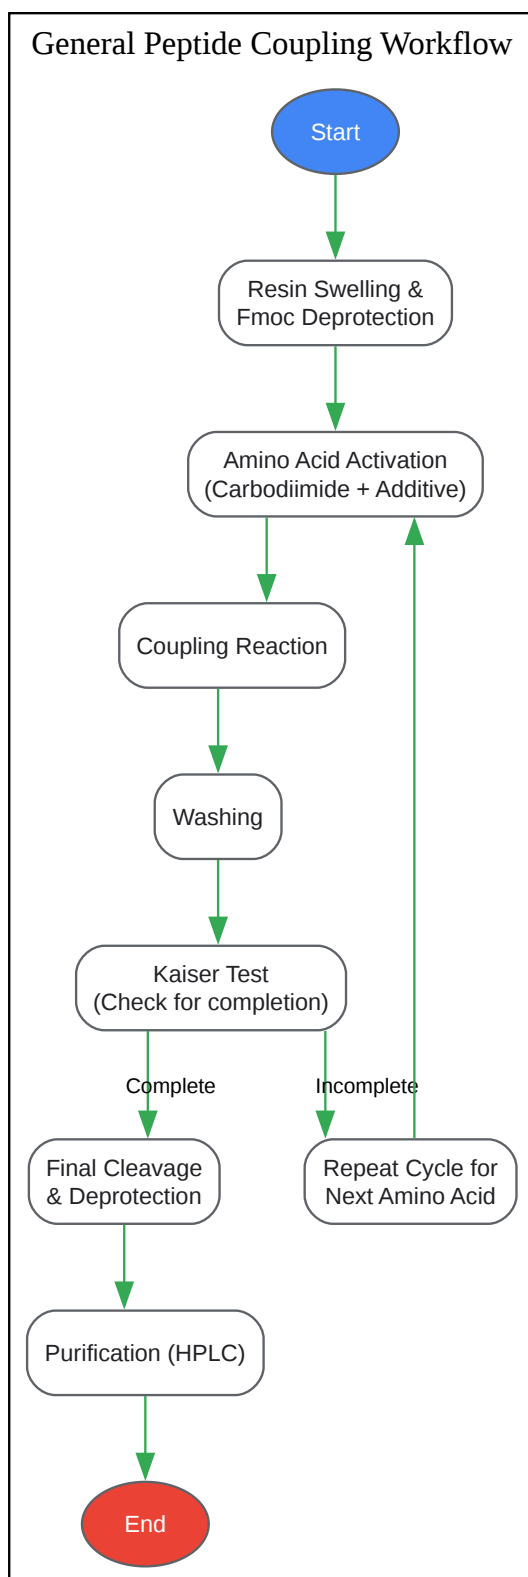 General Peptide Coupling Workflow
Start
Resin Swelling &
Fmoc Deprotection
Amino Acid Activation
(Carbodiimide + Additive)
Coupling Reaction
Washing
Kaiser Test
(Check for completion)
Complete
Incomplete
Final Cleavage
& Deprotection
Repeat Cycle for
Next Amino Acid
Purification (HPLC)
End